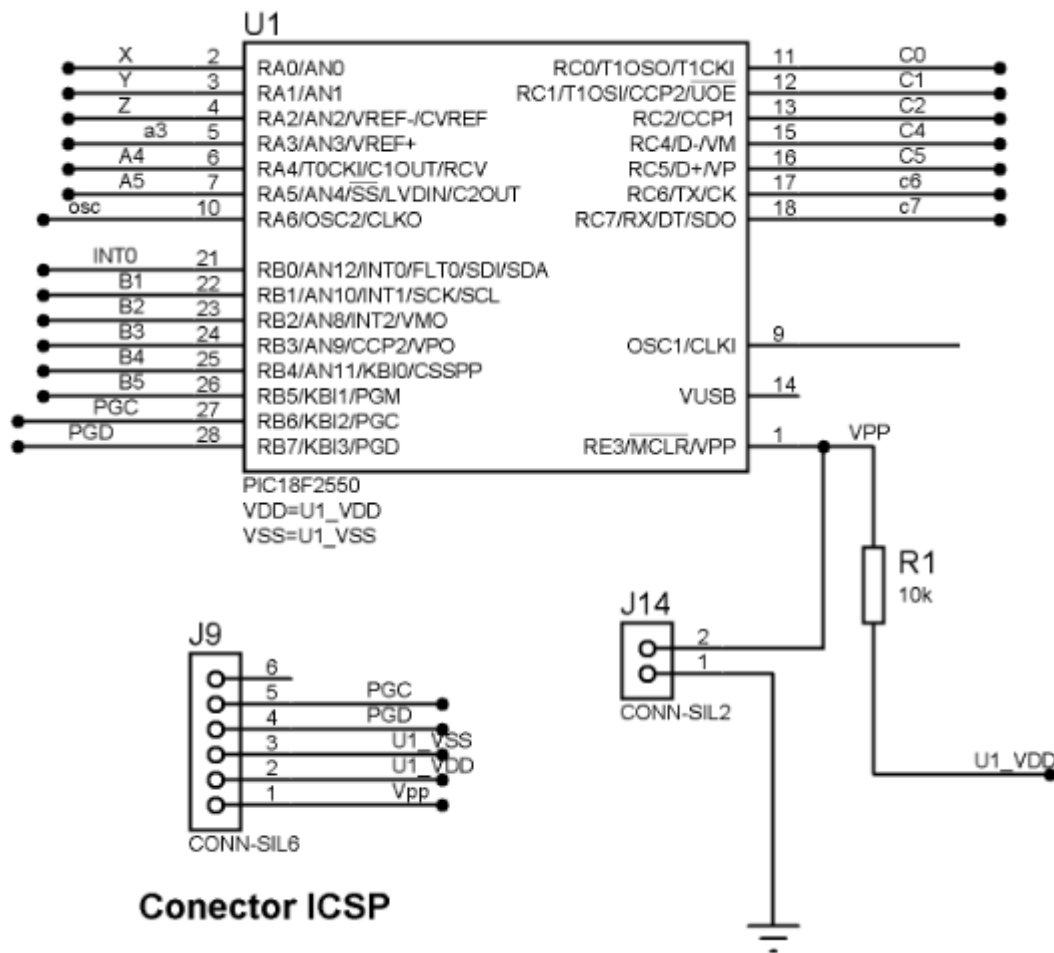 U1
X 2 RA0/AN0 RC0/T1OSO/T1CKI 11 C0
Y 3 RA1/AN1 RC1/T1OSI/CCP2/UOE 12 C1
Z 4 RA2/AN2/VREF-/CVREF RC2/CCP1 13 C2
a3 5 RA3/AN3/VREF+ RC4/D-/VM 15 C4
A4 6 RA4/T0CKI/C1OUT/RCV RC5/D+/VP 16 C5
A5 7 RA5/AN4/SS/LVDIN/C2OUT RC6/TX/CK 17 c6
osc 10 RA6/OSC2/CLKO RC7/RX/DT/SDO 18 c7
INT0 21 RB0/AN12/INT0/FLT0/SDI/SDA
B1 22 RB1/AN10/INT1/SCK/SCL
B2 23 RB2/AN8/INT2/VMO
B3 24 RB3/AN9/CCP2/VPO OSC1/CLKI 9
B4 25 RB4/AN11/KBI0/CSSPP
B5 26 RB5/KBI1/PGM VUSB 14
PGC 27 RB6/KBI2/PGC
PGD 28 RB7/KBI3/PGD RE3/MCLR/VPP 1 VPP
PIC18F2550
VDD=U1_VDD
VSS=U1_VSS
R1
10k
J14
2
1
CONN-SIL2
U1_VDD
J9
6
5 PGC
4 PGD
3 U1_VSS
2 U1_VDD
1 Vpp
CONN-SIL6
Conector ICSP